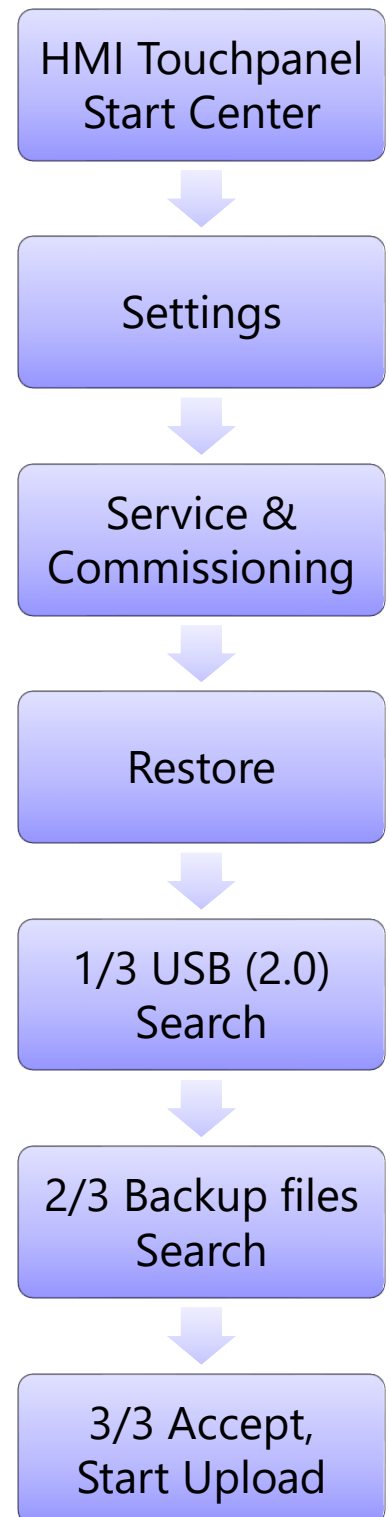 HMI Touchpanel
Start Center
Settings
Service &
Commissioning
Restore
1/3 USB (2.0)
Search
2/3 Backup files
Search
3/3 Accept,
Start Upload